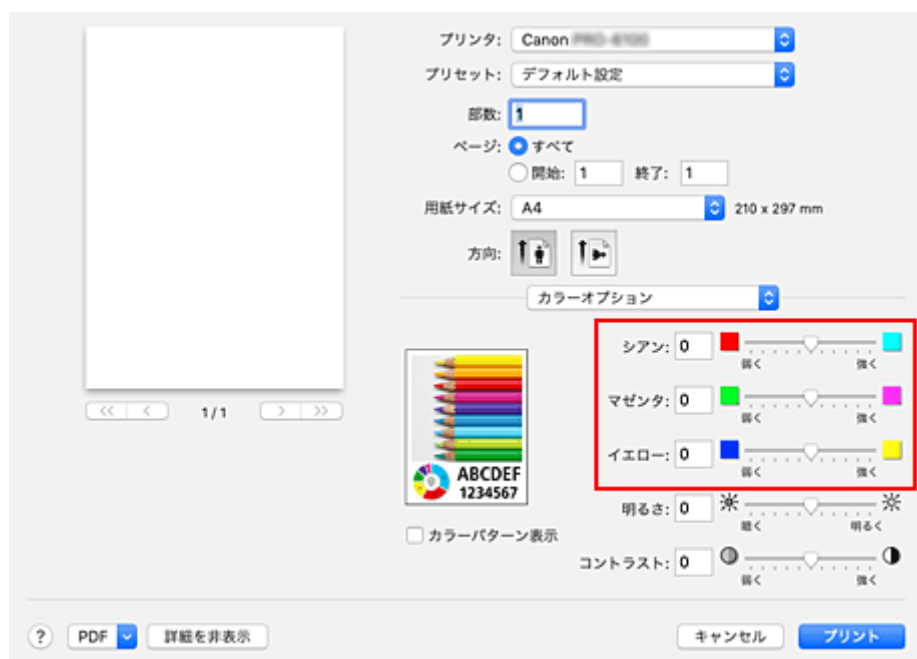 プリンタ: Canon
プリセット: デフォルト設定
部数: 1
ページ: すべて
開始: 1 終了: 1
用紙サイズ: A4 210 x 297 mm
方向:
カラーオプション
シアン: 0
弱く 強く
マゼンタ: 0
弱く 強く
イエロー: 0
弱く 強く
明るさ: 0
暗く 明るく
コントラスト: 0
弱く 強く
ABCDEF
1234567
カラーパターン表示
<< < 1/1 > >>
? PDF 詳細を非表示 キャンセル プリント